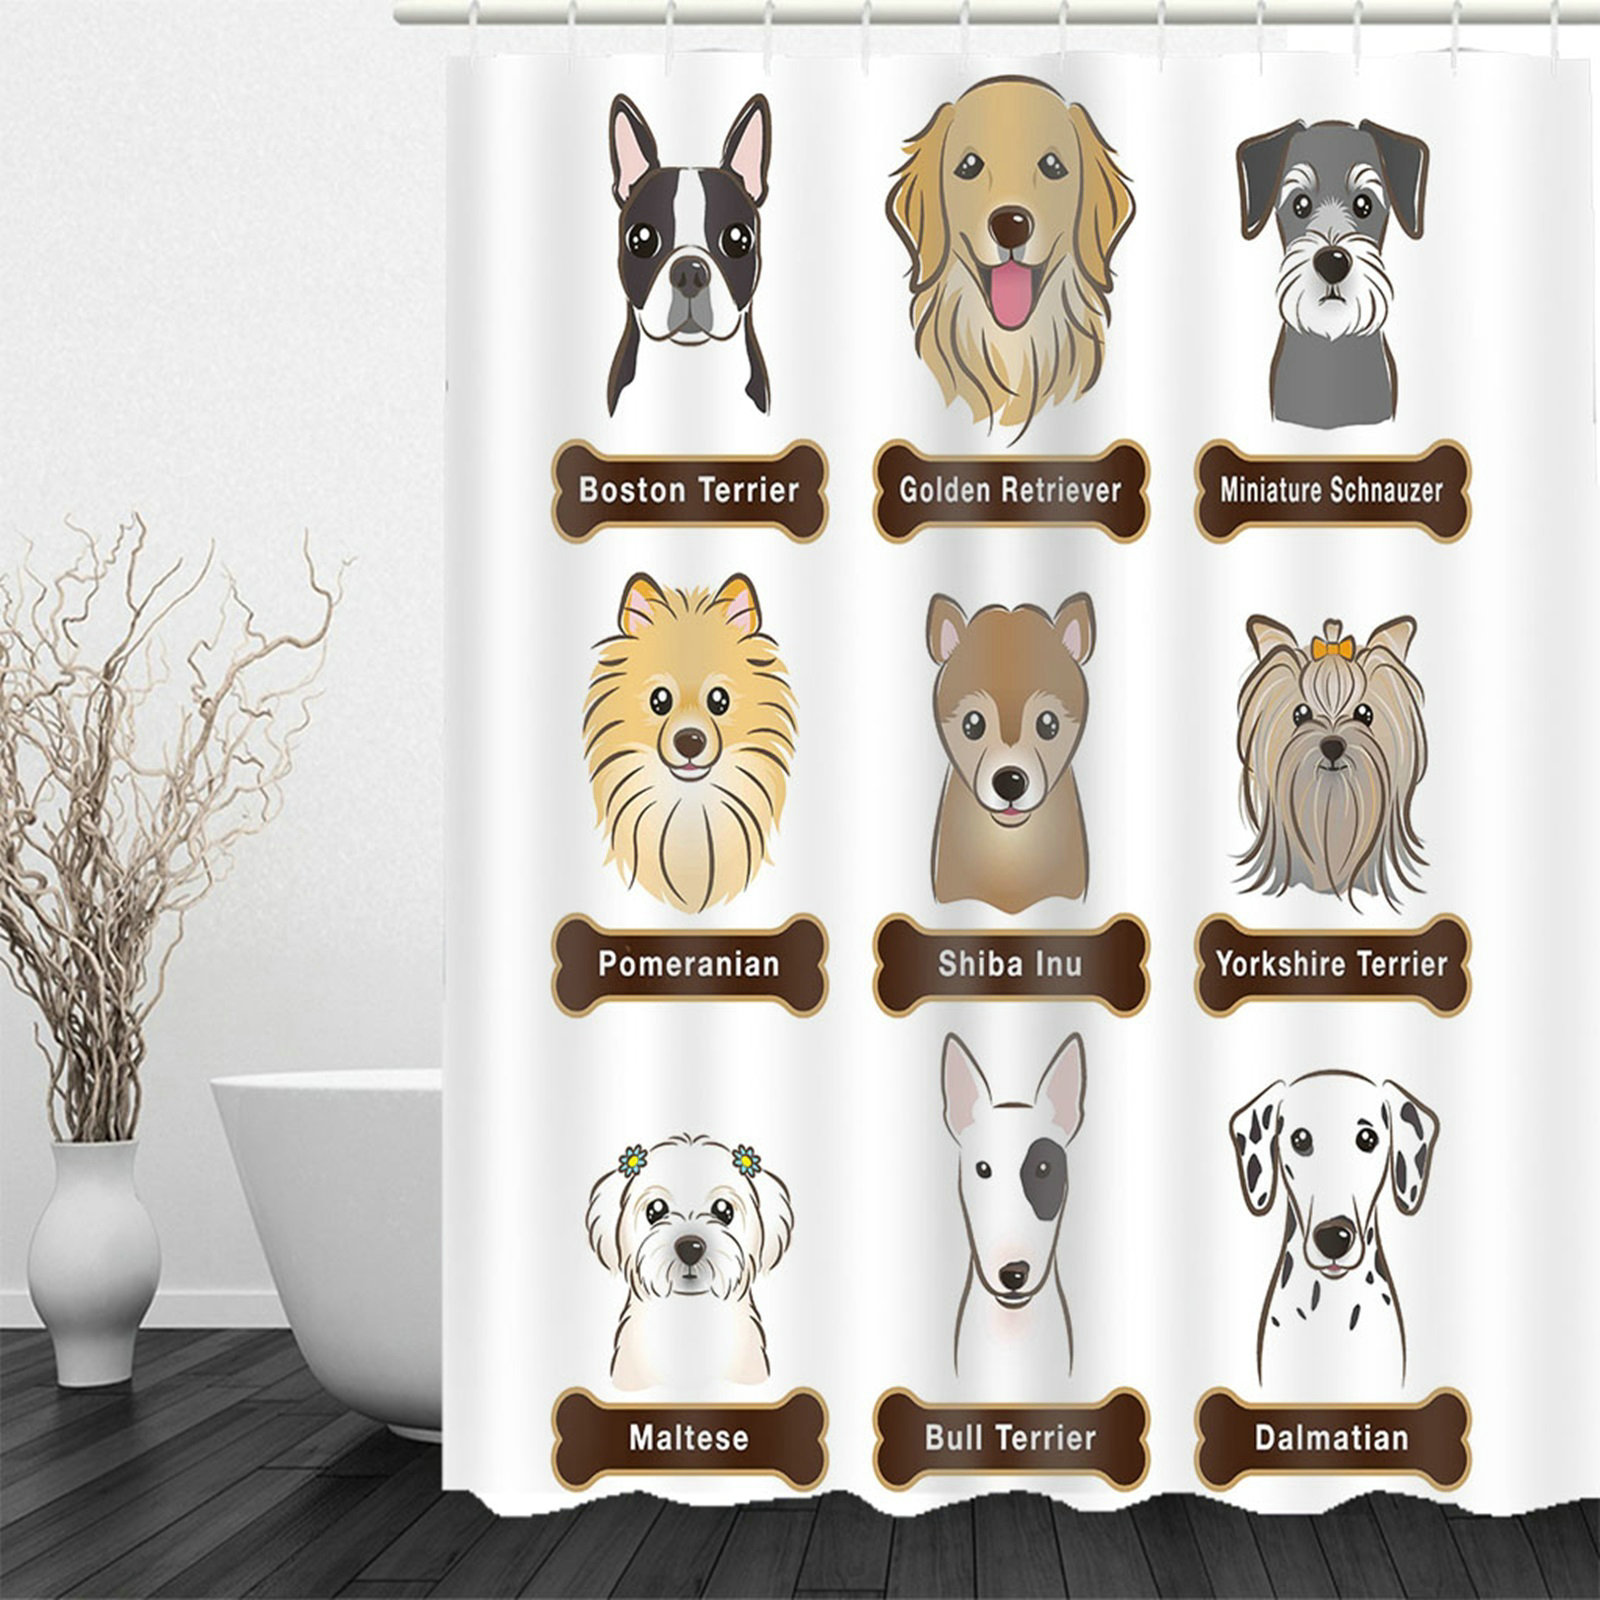 Boston Terrier
Golden Retriever
Miniature Schnauzer
Pomeranian
Shiba Inu
Yorkshire Terrier
Maltese
Bull Terrier
Dalmatian